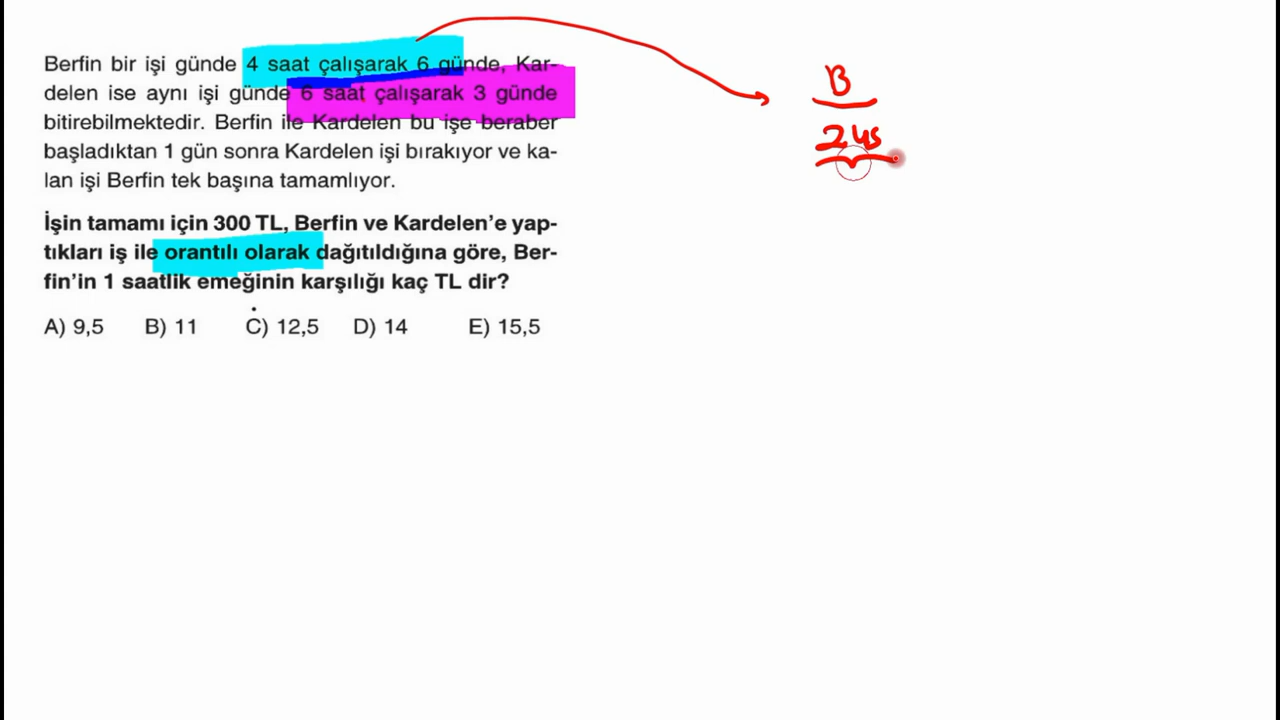 Berfin bir işi günde 4 saat çalışarak 6 günde, Kar-
delen ise aynı işi günde 6 saat çalışarak 3 günde
bitirebilmektedir. Berfin ile Kardelen bu işe beraber
başladıktan 1 gün sonra Kardelen işi bırakıyor ve ka-
lan işi Berfin tek başına tamamlıyor.
İşin tamamı için 300 TL, Berfin ve Kardelen'e yap-
tıkları iş ile orantılı olarak dağıtıldığına göre, Ber-
fin'in 1 saatlik emeğinin karşılığı kaç TL dir?
A) 9,5 B) 11 C) 12,5 D) 14 E) 15,5
B
24s